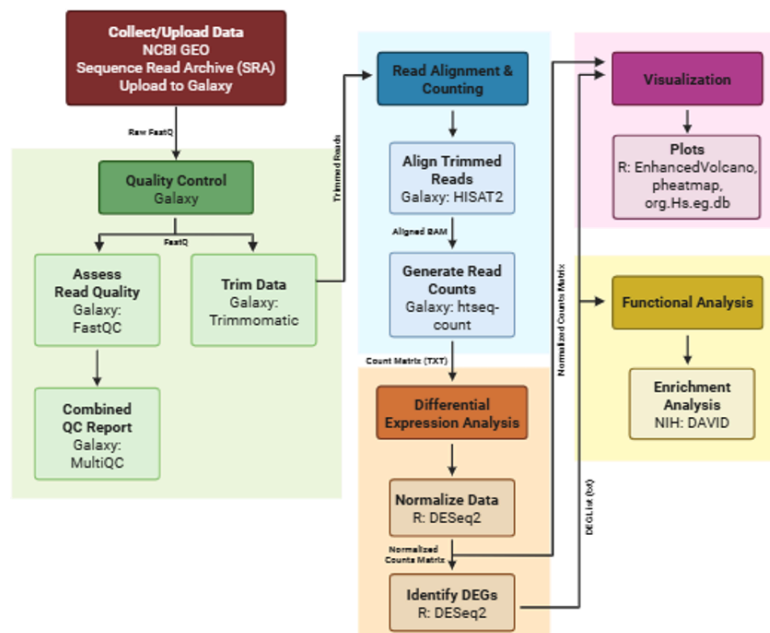 Collect/Upload Data
NCBI GEO
Sequence Read Archive (SRA)
Upload to Galaxy
Raw FastQ
Quality Control
Galaxy
FastQ
Assess
Read Quality
Galaxy:
FastQC
Trim Data
Galaxy:
Trimmomatic
Combined
QC Report
Galaxy:
MultiQC
Trimmed Reads
Read Alignment &
Counting
Align Trimmed
Reads
Galaxy: HISAT2
Aligned BAM
Generate Read
Counts
Galaxy: htseq-
count
Count Matrix (TXT)
Differential
Expression Analysis
Normalize Data
R: DESeq2
Normalized
Counts Matrix
Identify DEGs
R: DESeq2
Normalized Counts Matrix
DEG List (txt)
Visualization
Plots
R: EnhancedVolcano,
pheatmap,
org.Hs.eg.db
Functional Analysis
Enrichment
Analysis
NIH: DAVID